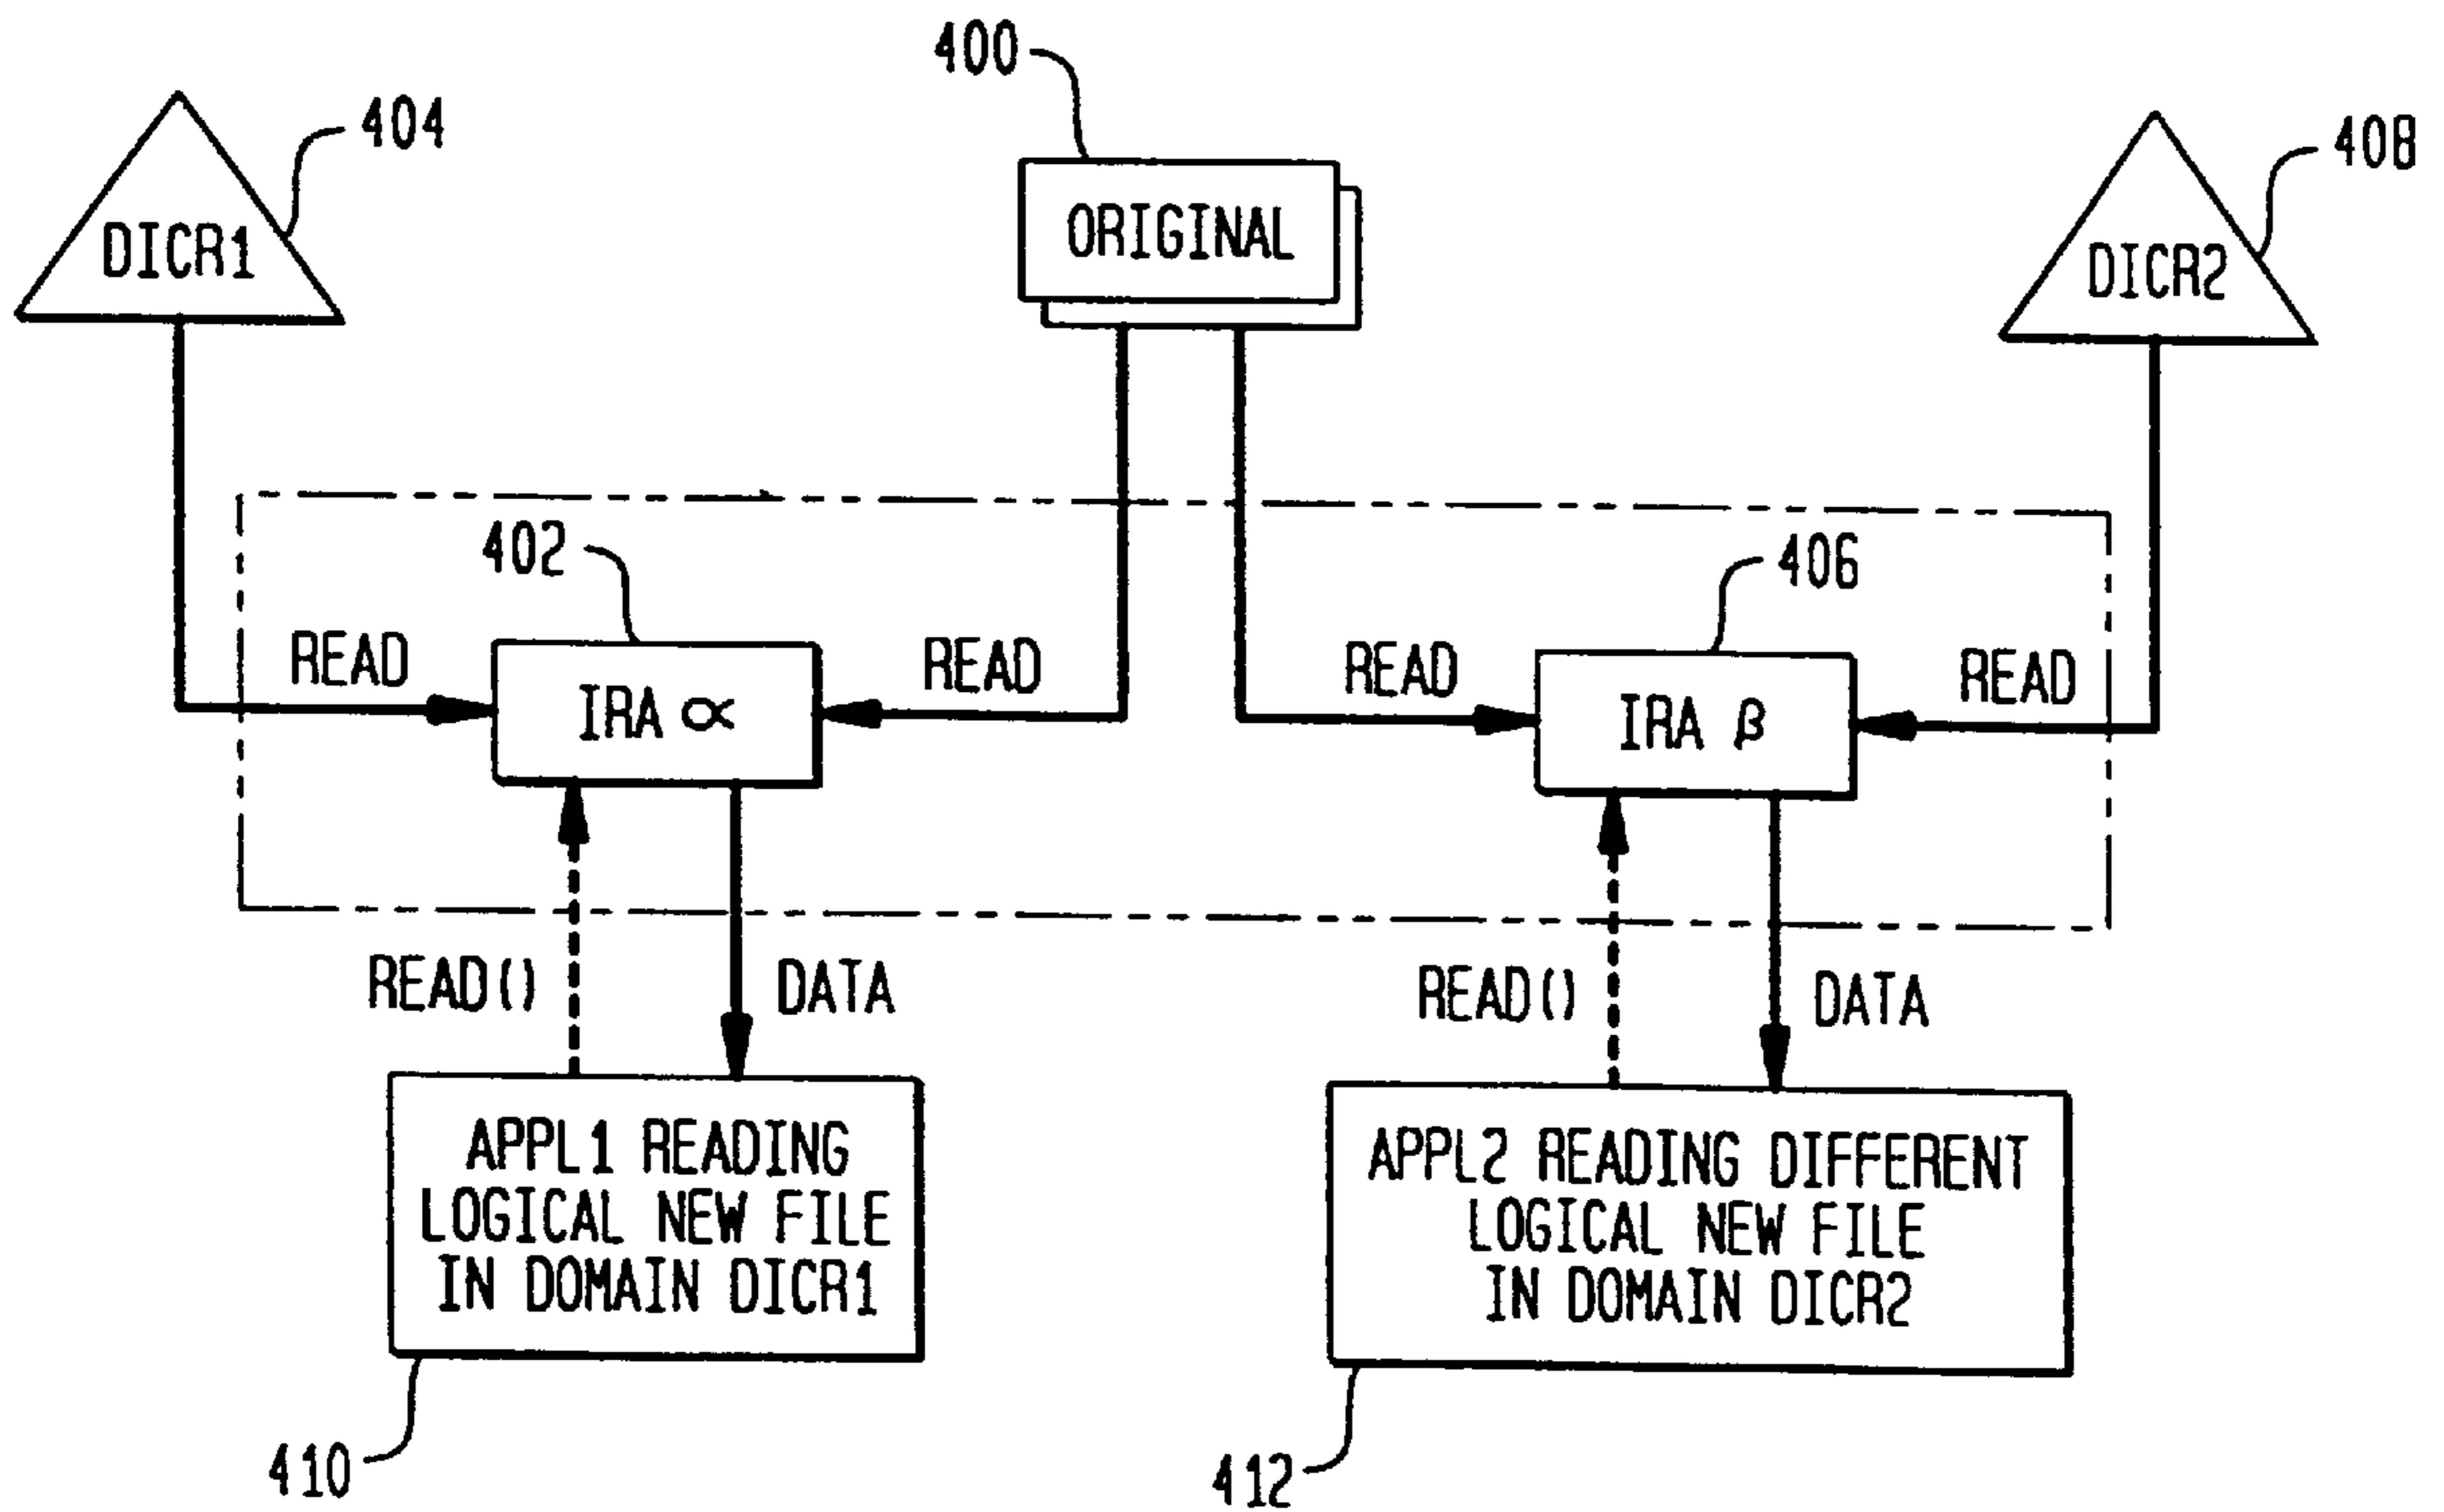 400
404
408
DICR1
ORIGINAL
DICR2
402
406
READ
READ
READ
READ
IRA α
IRA β
READ()
DATA
READ()
DATA
APPL1 READING
LOGICAL NEW FILE
IN DOMAIN DICR1
APPL2 READING DIFFERENT
LOGICAL NEW FILE
IN DOMAIN DICR2
410
412